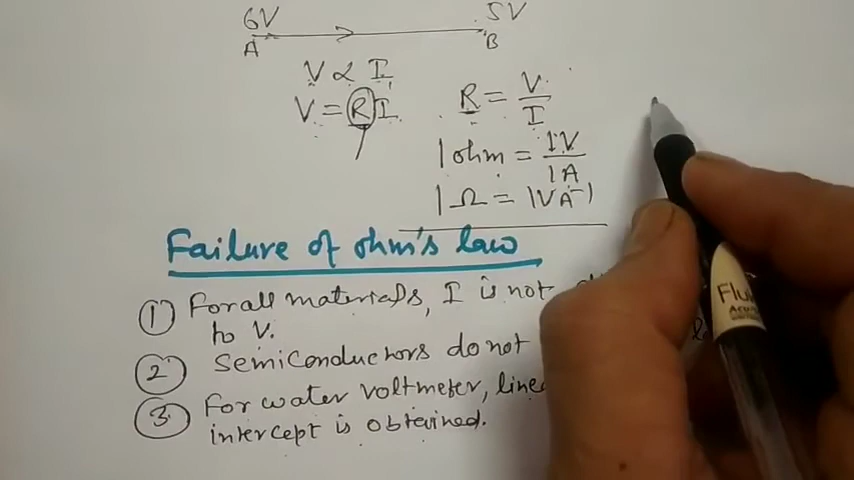 6V 5V
A B
V ∝ I
V = RI R = V/I
1 ohm = 1V/1A
1 Ω = 1VA⁻¹
Failure of ohm's law
① For all materials, I is not
to V.
② Semiconductors do not
③ For water voltmeter, line
intercept is obtained.